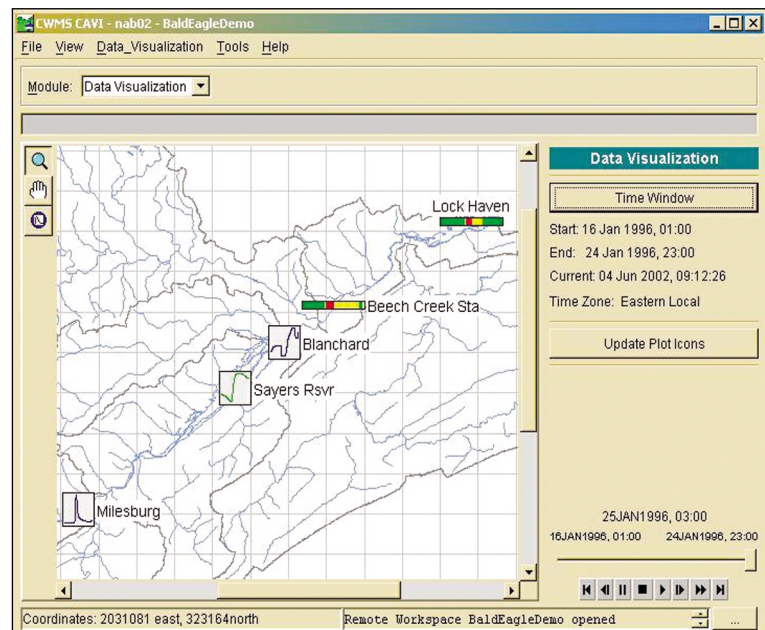 CWMS CAVI - nab02 - BaldEagleDemo
File View Data_Visualization Tools Help
Module: Data Visualization
Data Visualization
Time Window
Start: 16 Jan 1996, 01:00
End: 24 Jan 1996, 23:00
Current: 04 Jun 2002, 09:12:26
Time Zone: Eastern Local
Update Plot Icons
Lock Haven
Beech Creek Sta
Blanchard
Sayers Rsvr
Milesburg
25JAN1996, 03:00
16JAN1996, 01:00 24JAN1996, 23:00
Coordinates: 2031081 east, 323164north
Remote Workspace BaldEagleDemo opened
...